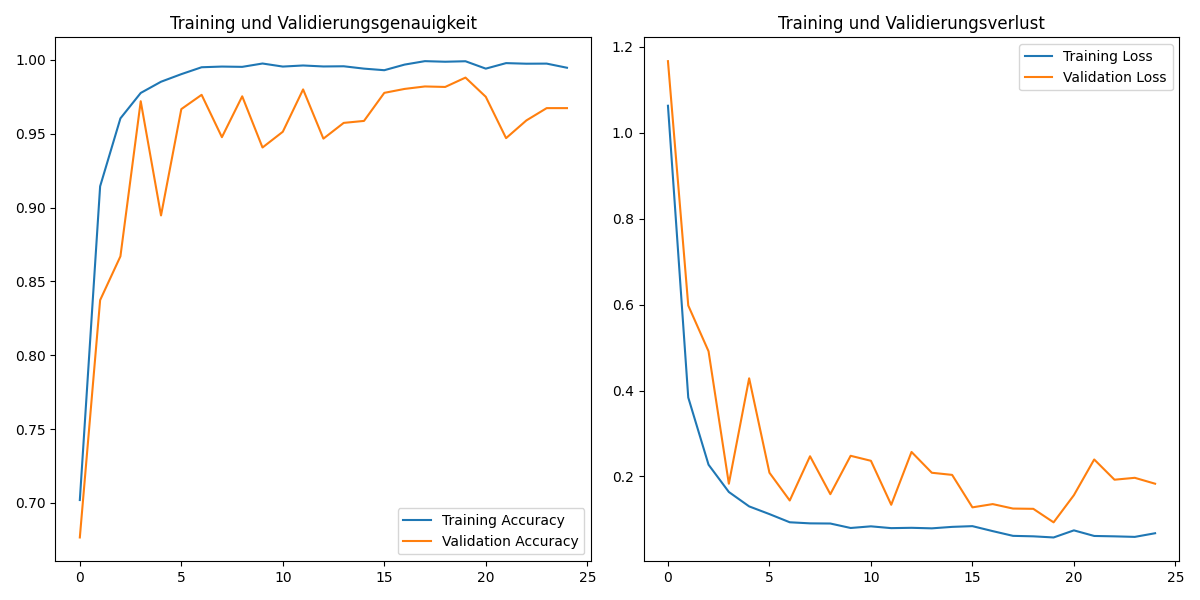 Training und Validierungsgenauigkeit
1.00
0.95
0.90
0.85
0.80
0.75
0.70
Training Accuracy
Validation Accuracy
0 5 10 15 20 25
Training und Validierungsverlust
1.2
Training Loss
Validation Loss
1.0
0.8
0.6
0.4
0.2
0 5 10 15 20 25